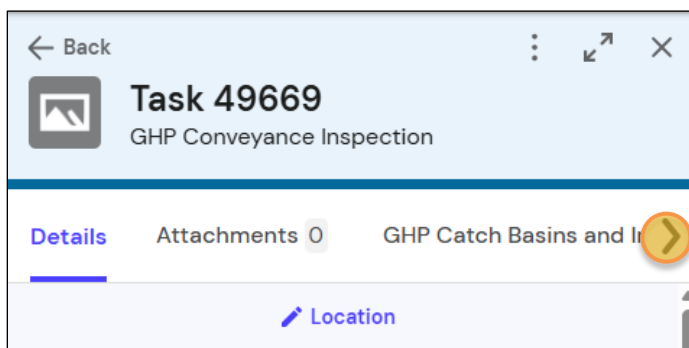 Back
Task 49669
GHP Conveyance Inspection
Details Attachments 0 GHP Catch Basins and
Location